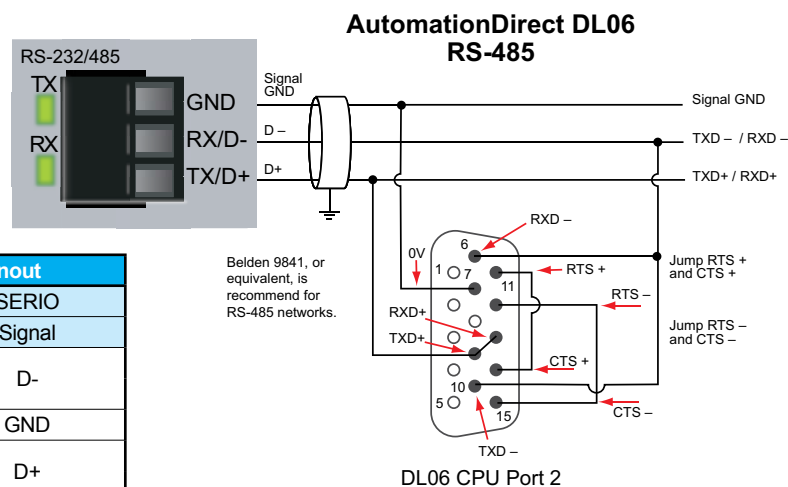 AutomationDirect DL06
RS-485
RS-232/485
TX
RX
GND
RX/D-
TX/D+
Signal
GND
D –
D+
Signal GND
TXD – / RXD –
TXD+ / RXD+
Belden 9841, or
equivalent, is
recommend for
RS-485 networks.
RXD –
0V
6
1
7
11
RTS +
RTS –
RXD+
TXD+
CTS +
10
5
15
CTS –
TXD –
Jump RTS +
and CTS +
Jump RTS –
and CTS –
DL06 CPU Port 2
nout
SERIO
Signal
D-
GND
D+